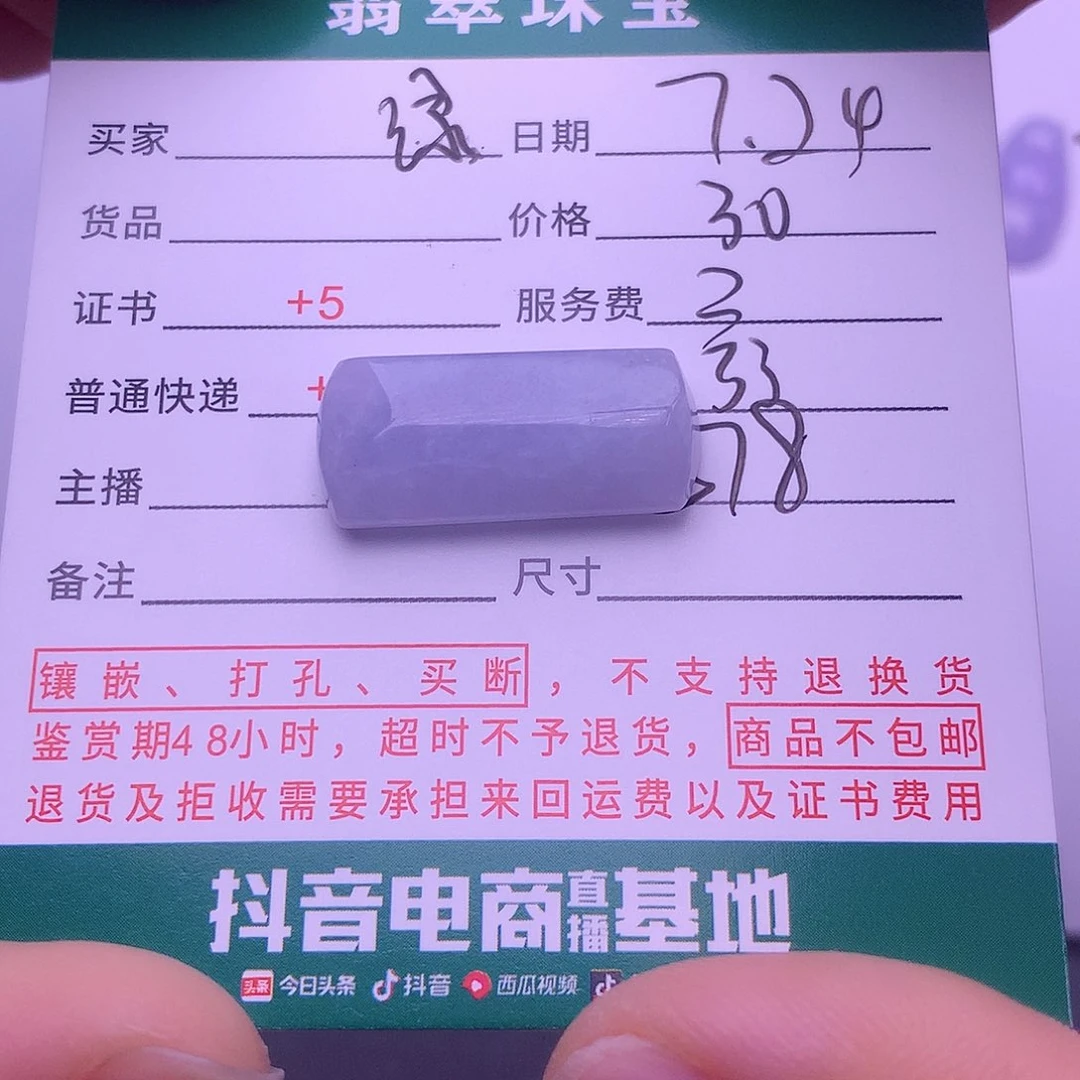 翡翠珠宝
买家 绿 日期 7.24
货品 价格 30
证书 +5 服务费 2
普通快递 + 33
主播 78
备注 尺寸
镶嵌、打孔、买断，不支持退换货
鉴赏期48小时，超时不予退货，商品不包邮
退货及拒收需要承担来回运费以及证书费用
抖音电商直播基地
头条 今日头条 抖音 西瓜视频